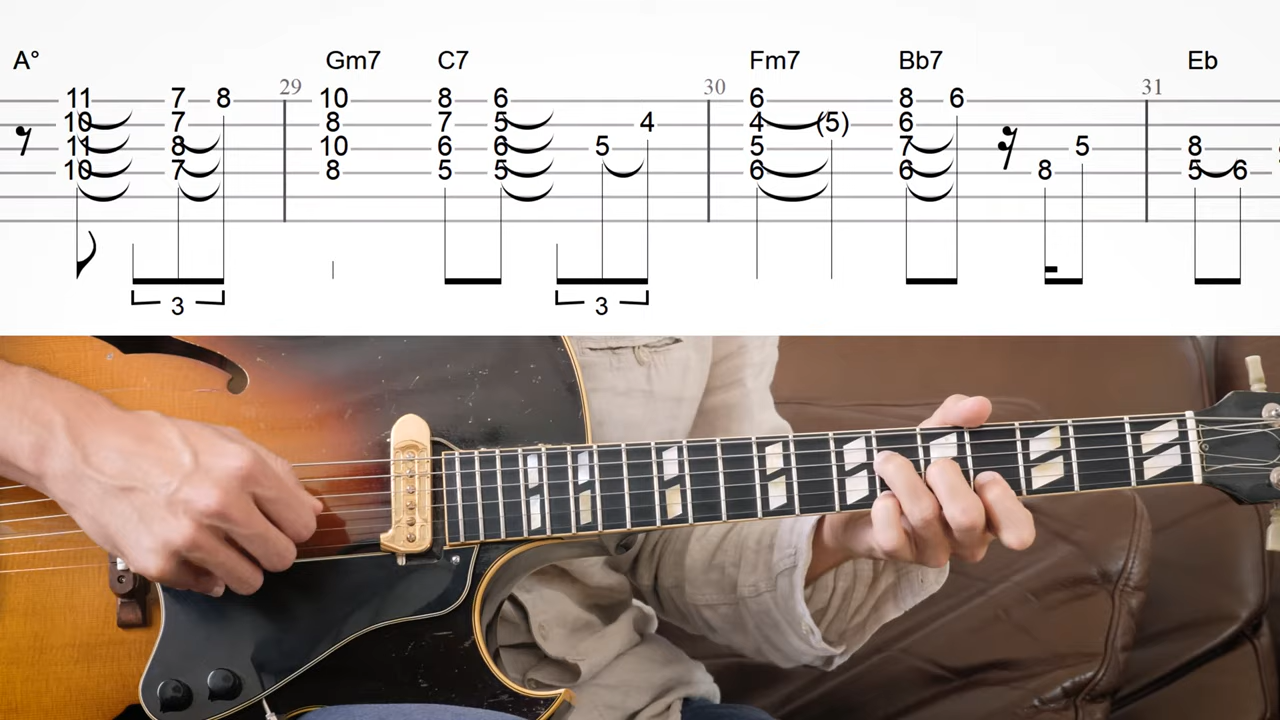 A° Gm7 C7 Fm7 Bb7 Eb
29 30 31
11 7 8 10 8 6 6 8 6
10 7 8 7 5 4 (5) 6 4
11 8 10 6 6 5 5 7 5 8
10 7 8 5 5 6 6 8 5 6
3 3